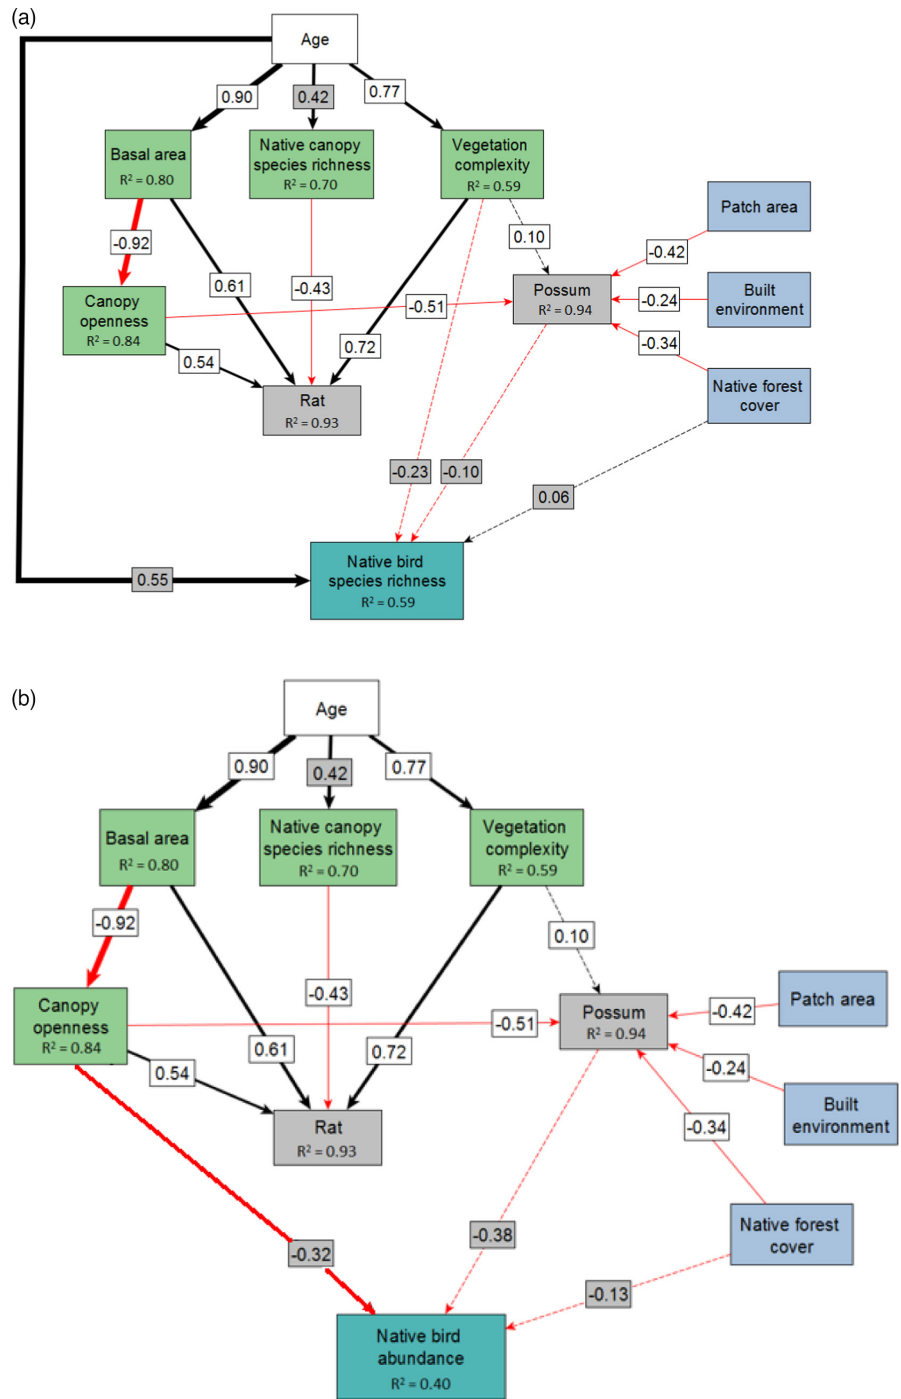 (a)
Age
0.90
0.42
0.77
Basal area
R² = 0.80
Native canopy
species richness
R² = 0.70
Vegetation
complexity
R² = 0.59
Patch area
-0.92
0.10
-0.42
Canopy
openness
R² = 0.84
0.61
-0.43
-0.51
Possum
R² = 0.94
-0.24
Built
environment
0.54
0.72
-0.34
Rat
R² = 0.93
Native forest
cover
-0.23
-0.10
0.06
Native bird
species richness
R² = 0.59
0.55
(b)
Age
0.90
0.42
0.77
Basal area
R² = 0.80
Native canopy
species richness
R² = 0.70
Vegetation
complexity
R² = 0.59
-0.92
0.10
Canopy
openness
R² = 0.84
-0.43
-0.51
Possum
R² = 0.94
-0.42
Patch area
0.54
0.61
0.72
-0.24
Built
environment
Rat
R² = 0.93
-0.34
Native forest
cover
-0.32
-0.38
-0.13
Native bird
abundance
R² = 0.40